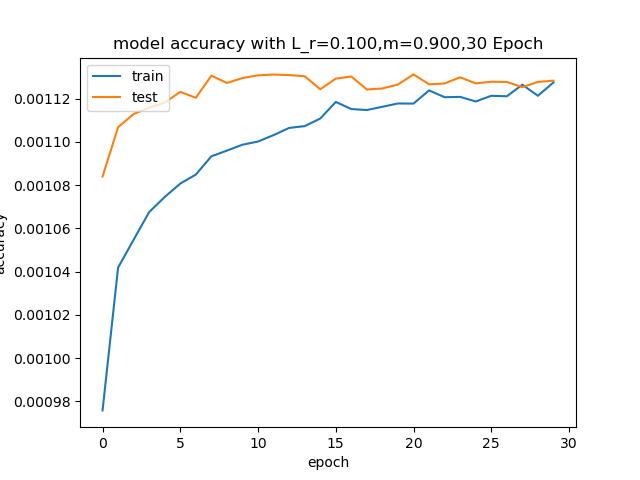 model accuracy with L_r=0.100,m=0.900,30 Epoch
train
test
0.00112
0.00110
0.00108
0.00106
0.00104
0.00102
0.00100
0.00098
accuracy
0 5 10 15 20 25 30
epoch